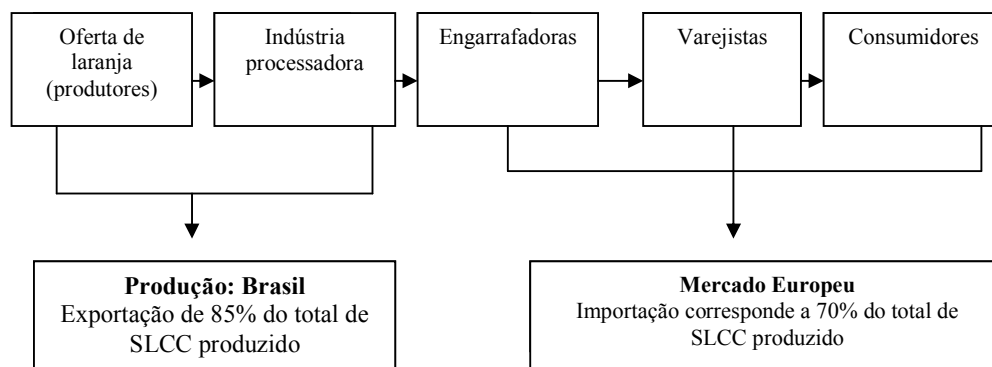 Oferta de
laranja
(produtores)
Indústria
processadora
Engarrafadoras
Varejistas
Consumidores
Produção: Brasil
Exportação de 85% do total de
SLCC produzido
Mercado Europeu
Importação corresponde a 70% do total de
SLCC produzido